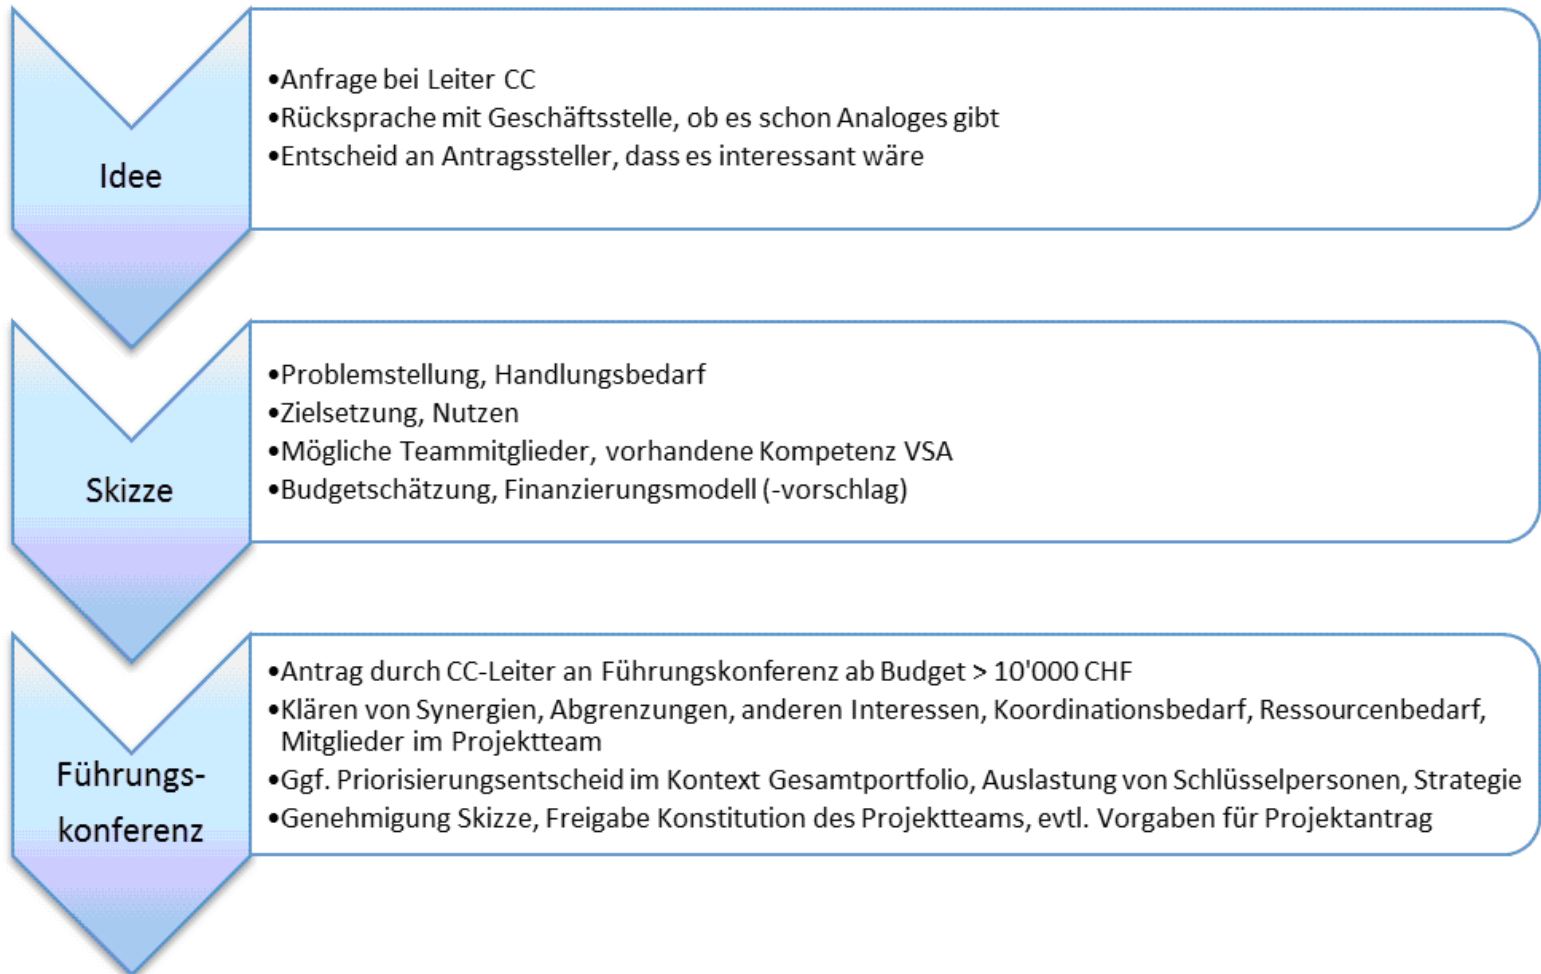 Idee
•Anfrage bei Leiter CC
•Rücksprache mit Geschäftsstelle, ob es schon Analoges gibt
•Entscheid an Antragssteller, dass es interessant wäre
Skizze
•Problemstellung, Handlungsbedarf
•Zielsetzung, Nutzen
•Mögliche Teammitglieder, vorhandene Kompetenz VSA
•Budgetschätzung, Finanzierungsmodell (-vorschlag)
Führungs-
konferenz
•Antrag durch CC-Leiter an Führungskonferenz ab Budget > 10'000 CHF
•Klären von Synergien, Abgrenzungen, anderen Interessen, Koordinationsbedarf, Ressourcenbedarf,
Mitglieder im Projektteam
•Ggf. Priorisierungsentscheid im Kontext Gesamtportfolio, Auslastung von Schlüsselpersonen, Strategie
•Genehmigung Skizze, Freigabe Konstitution des Projektteams, evtl. Vorgaben für Projektantrag